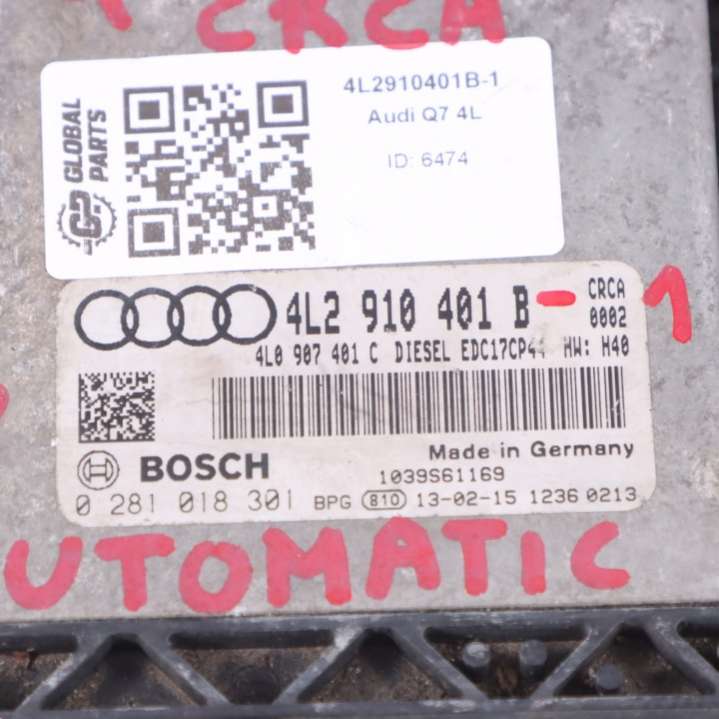 CRCA
GLOBAL PARTS
GP
4L2910401B-1
Audi Q7 4L
ID: 6474
4L2 910 401 B - 1
CRCA
0002
4L0 907 401 C DIESEL EDC17CP44 HW: H40
Made in Germany
BOSCH
1039S61169
0 281 018 301 BPG 810 13-02-15 1236 0213
AUTOMATIC